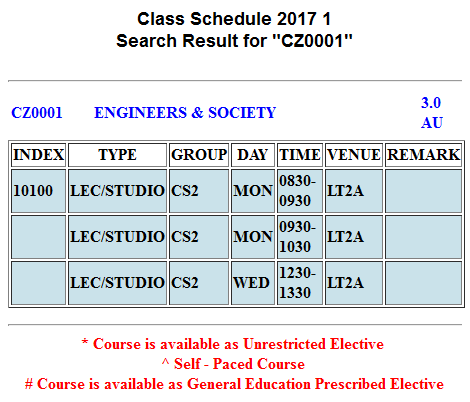 Class Schedule 2017 1
Search Result for "CZ0001"
CZ0001 ENGINEERS & SOCIETY 3.0 AU
INDEX TYPE GROUP DAY TIME VENUE REMARK
10100 LEC/STUDIO CS2 MON 0830-0930 LT2A
LEC/STUDIO CS2 MON 0930-1030 LT2A
LEC/STUDIO CS2 WED 1230-1330 LT2A
* Course is available as Unrestricted Elective
^ Self - Paced Course
# Course is available as General Education Prescribed Elective